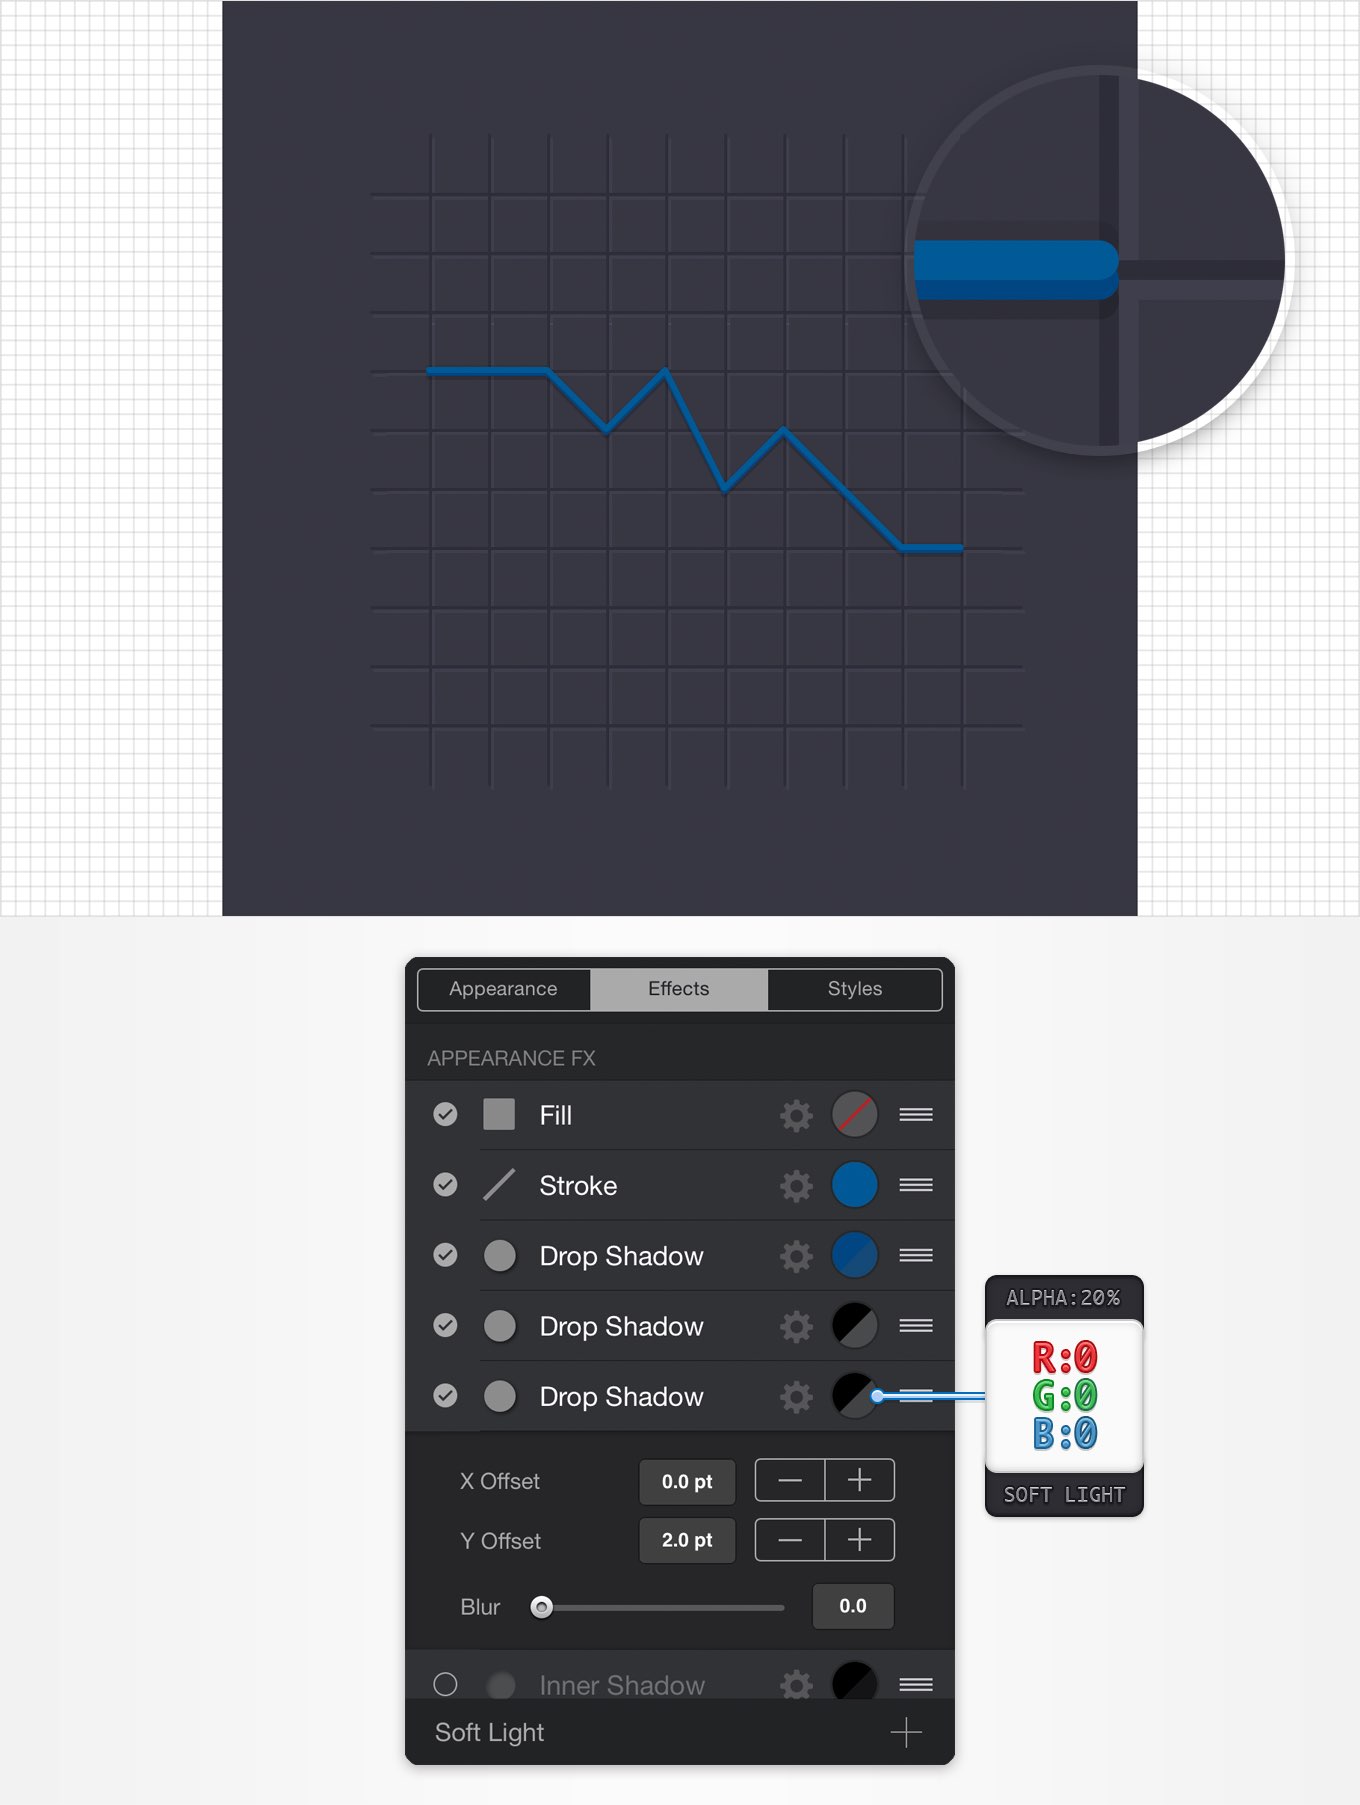 Appearance Effects Styles
APPEARANCE FX
Fill
Stroke
Drop Shadow
Drop Shadow
Drop Shadow
ALPHA:20%
R:0
G:0
B:0
SOFT LIGHT
X Offset 0.0 pt
Y Offset 2.0 pt
Blur 0.0
Inner Shadow
Soft Light